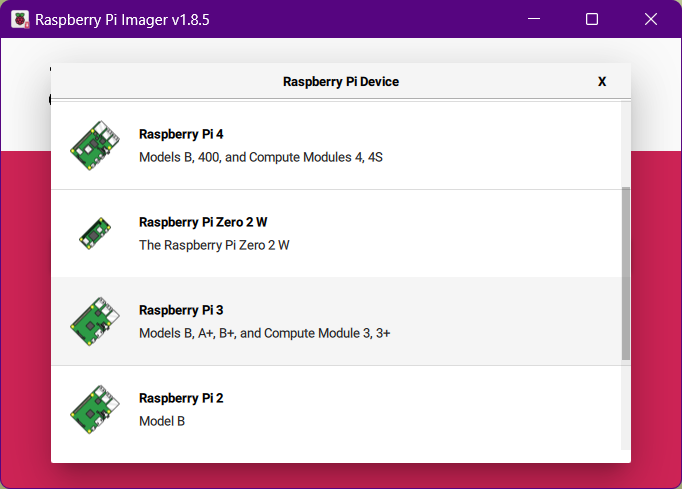 Raspberry Pi Imager v1.8.5
Raspberry Pi Device
X
Raspberry Pi 4
Models B, 400, and Compute Modules 4, 4S
Raspberry Pi Zero 2 W
The Raspberry Pi Zero 2 W
Raspberry Pi 3
Models B, A+, B+, and Compute Module 3, 3+
Raspberry Pi 2
Model B